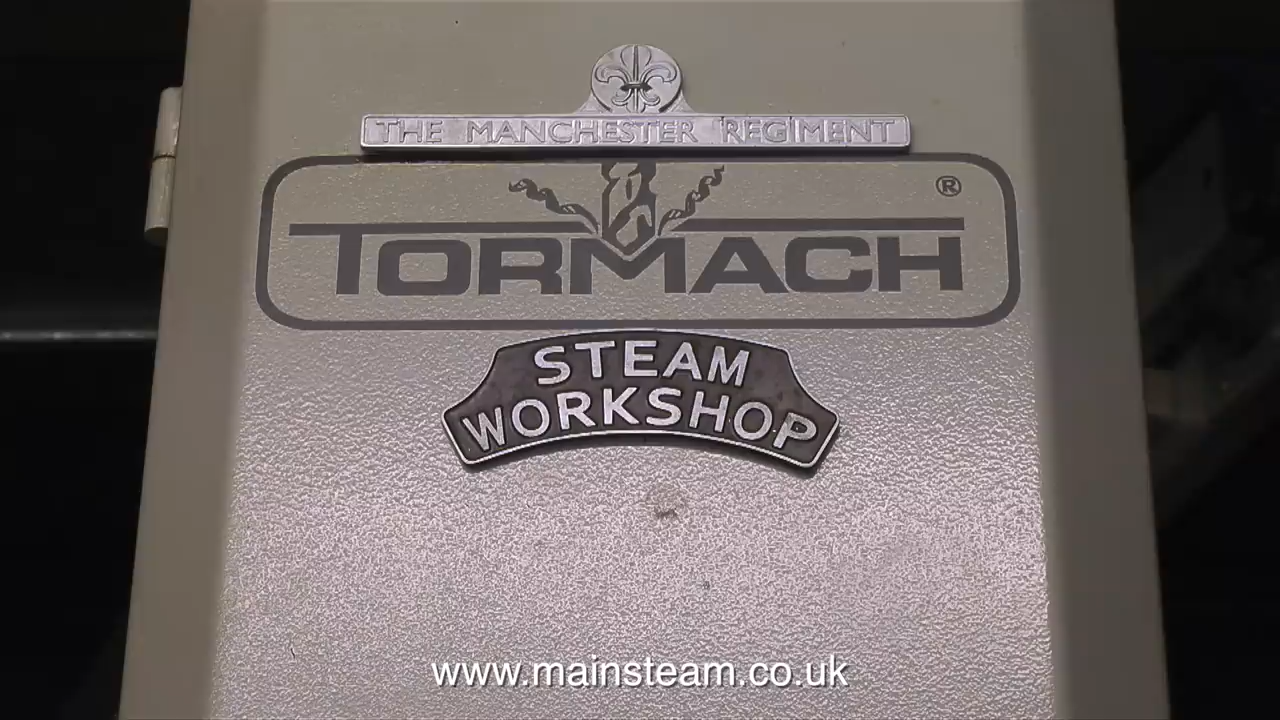 THE MANCHESTER REGIMENT
TORMACH®
STEAM
WORKSHOP
www.mainsteam.co.uk